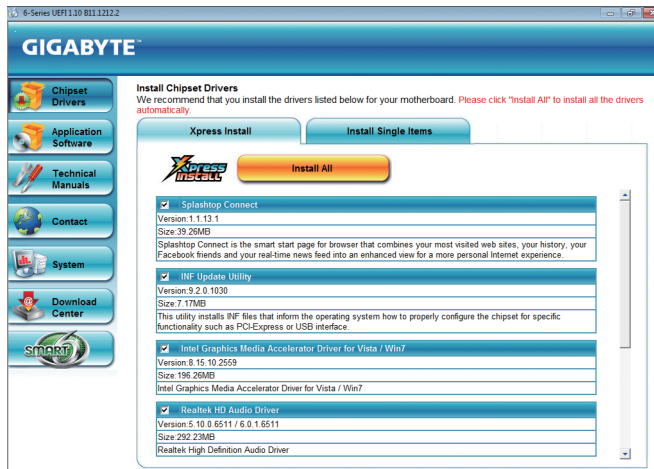 6-Series UEFI 1.10 B11.1212.2
GIGABYTE™
Chipset
Drivers
Application
Software
Technical
Manuals
Contact
System
Download
Center
SMART
Install Chipset Drivers
We recommend that you install the drivers listed below for your motherboard. Please click "Install All" to install all the drivers
automatically.
Xpress Install
Install Single Items
Xpress
INSTALL
Install All
Splashtop Connect
Version:1.1.13.1
Size:39.26MB
Splashtop Connect is the smart start page for browser that combines your most visited web sites, your history, your
Facebook friends and your real-time news feed into an enhanced view for a more personal Internet experience.
INF Update Utility
Version:9.2.0.1030
Size:7.17MB
This utility installs INF files that inform the operating system how to properly configure the chipset for specific
functionality such as PCI-Express or USB interface.
Intel Graphics Media Accelerator Driver for Vista / Win7
Version:8.15.10.2559
Size:196.26MB
Intel Graphics Media Accelerator Driver for Vista / Win7
Realtek HD Audio Driver
Version:5.10.0.6511 / 6.0.1.6511
Size:292.23MB
Realtek High Definition Audio Driver